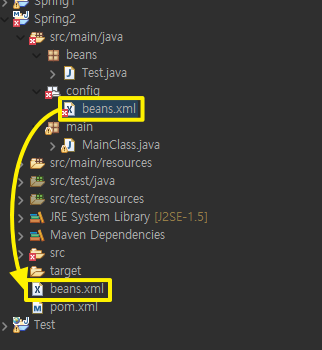 Spring1
Spring2
src/main/java
beans
Test.java
config
beans.xml
main
MainClass.java
src/main/resources
src/test/java
src/test/resources
JRE System Library [J2SE-1.5]
Maven Dependencies
src
target
beans.xml
pom.xml
Test